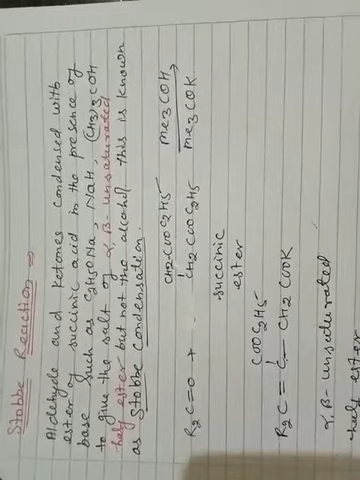 Stobbe Reaction ⇒
Aldehyde and Ketones Condensed with
ester of succinic acid in the presence of
base such as C2H5ONa, NaH, (CH3)3COH
to give the salt of α,β-unsaturated
half ester but not the alcohol this is known
as Stobbe Condensation.
R2C=O + CH2COOC2H5 Me3COH
CH2COOC2H5 Me3COK
succinic
ester
COOC2H5
R2C=C-CH2COOK
α,β-unsaturated
half ester